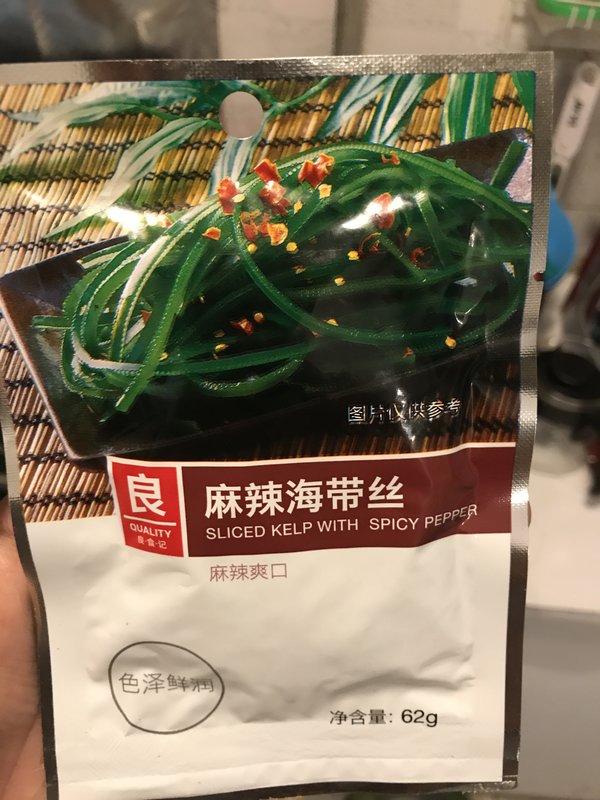 图片仅供参考
良
QUALITY
良·食·记
麻辣海带丝
SLICED KELP WITH SPICY PEPPER
麻辣爽口
色泽鲜润
净含量: 62g